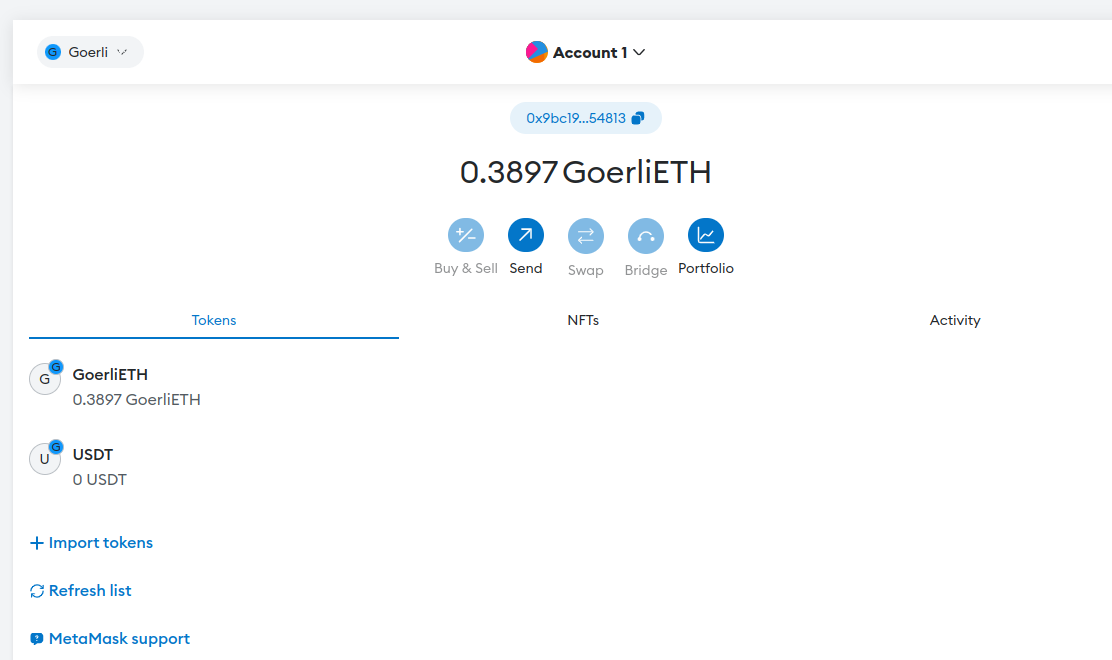 G Goerli
Account 1
0x9bc19...54813
0.3897 GoerliETH
Buy & Sell Send Swap Bridge Portfolio
Tokens NFTs Activity
G G GoerliETH
0.3897 GoerliETH
U G USDT
0 USDT
Import tokens
Refresh list
MetaMask support